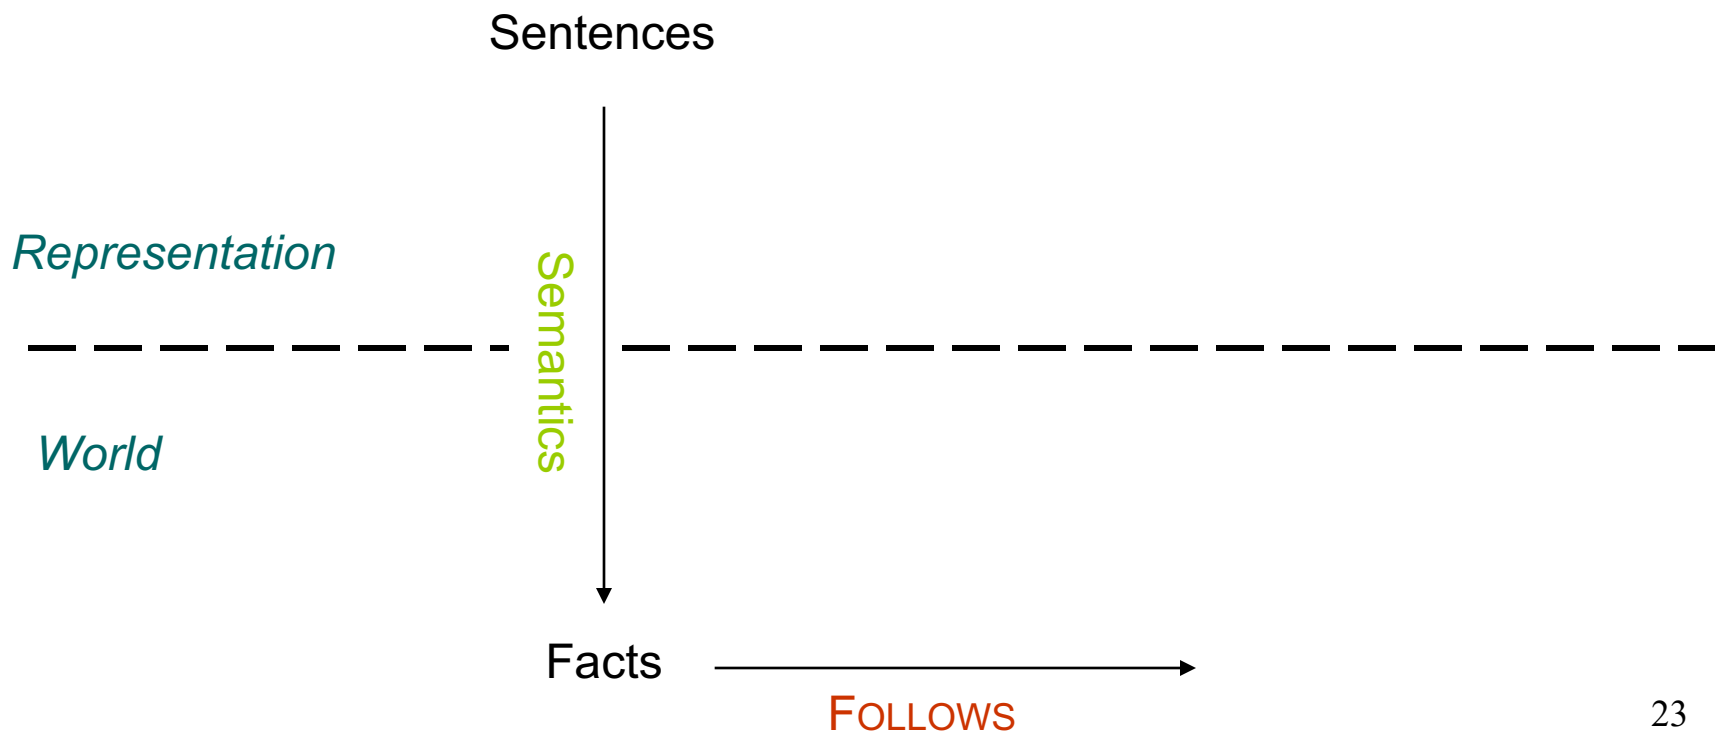 Sentences
Representation
Semantics
World
Facts
FOLLOWS
23